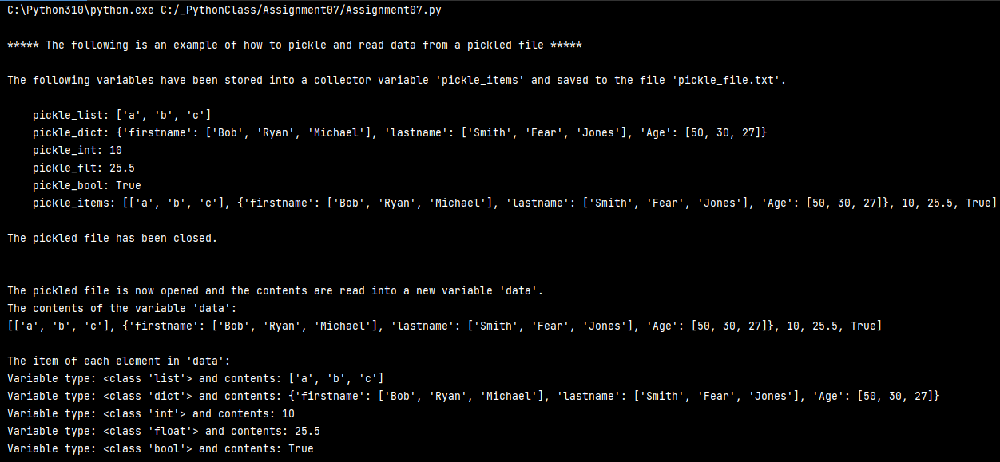 C:\Python310\python.exe C:/_PythonClass/Assignment07/Assignment07.py
***** The following is an example of how to pickle and read data from a pickled file *****
The following variables have been stored into a collector variable 'pickle_items' and saved to the file 'pickle_file.txt'.
pickle_list: ['a', 'b', 'c']
pickle_dict: {'firstname': ['Bob', 'Ryan', 'Michael'], 'lastname': ['Smith', 'Fear', 'Jones'], 'Age': [50, 30, 27]}
pickle_int: 10
pickle_flt: 25.5
pickle_bool: True
pickle_items: [['a', 'b', 'c'], {'firstname': ['Bob', 'Ryan', 'Michael'], 'lastname': ['Smith', 'Fear', 'Jones'], 'Age': [50, 30, 27]}, 10, 25.5, True]
The pickled file has been closed.
The pickled file is now opened and the contents are read into a new variable 'data'.
The contents of the variable 'data':
[['a', 'b', 'c'], {'firstname': ['Bob', 'Ryan', 'Michael'], 'lastname': ['Smith', 'Fear', 'Jones'], 'Age': [50, 30, 27]}, 10, 25.5, True]
The item of each element in 'data':
Variable type: <class 'list'> and contents: ['a', 'b', 'c']
Variable type: <class 'dict'> and contents: {'firstname': ['Bob', 'Ryan', 'Michael'], 'lastname': ['Smith', 'Fear', 'Jones'], 'Age': [50, 30, 27]}
Variable type: <class 'int'> and contents: 10
Variable type: <class 'float'> and contents: 25.5
Variable type: <class 'bool'> and contents: True